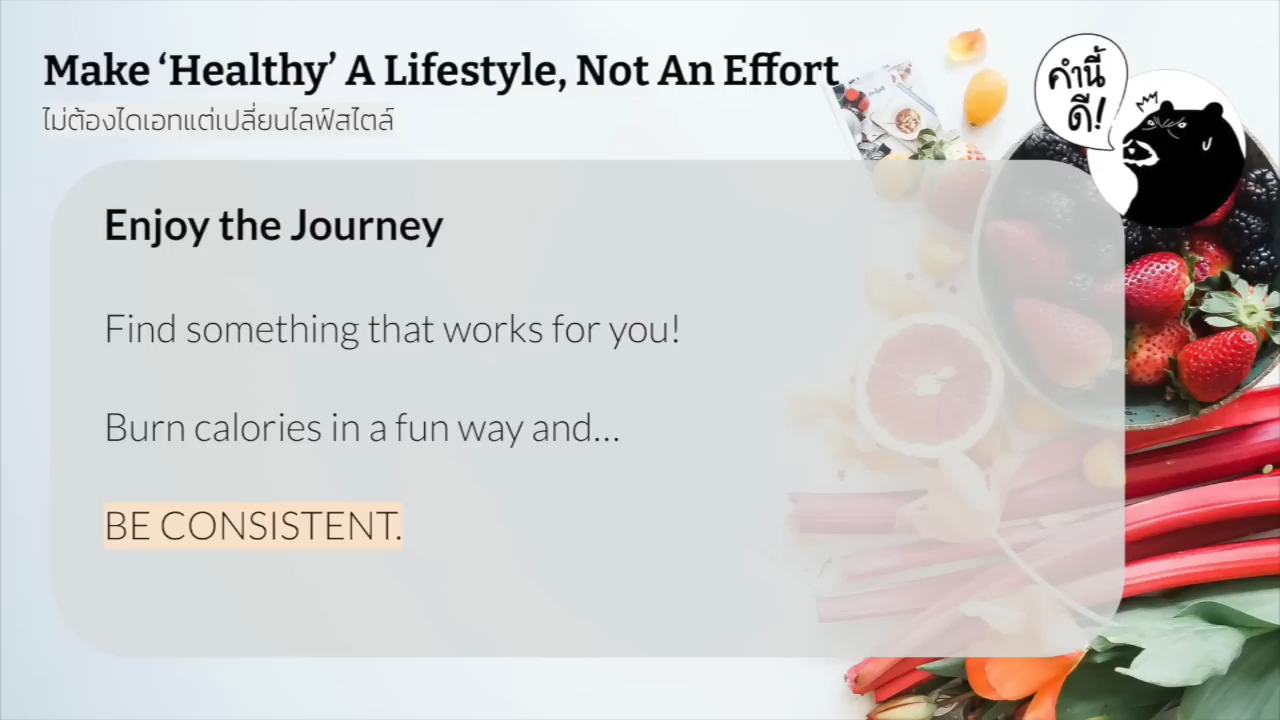 Make ‘Healthy’ A Lifestyle, Not An Effort
ไม่ต้องไดเอทแต่เปลี่ยนไลฟ์สไตล์
คำนี้
ดี!
Enjoy the Journey
Find something that works for you!
Burn calories in a fun way and...
BE CONSISTENT.